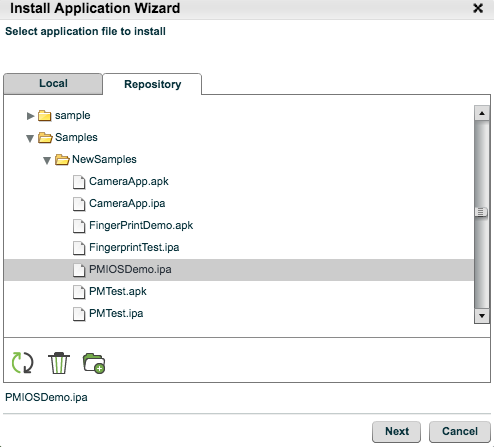 Install Application Wizard
Select application file to install
Local Repository
sample
Samples
NewSamples
CameraApp.apk
CameraApp.ipa
FingerPrintDemo.apk
FingerprintTest.ipa
PMIOSDemo.ipa
PMTest.apk
PMTest.ipa
PMIOSDemo.ipa
Next Cancel